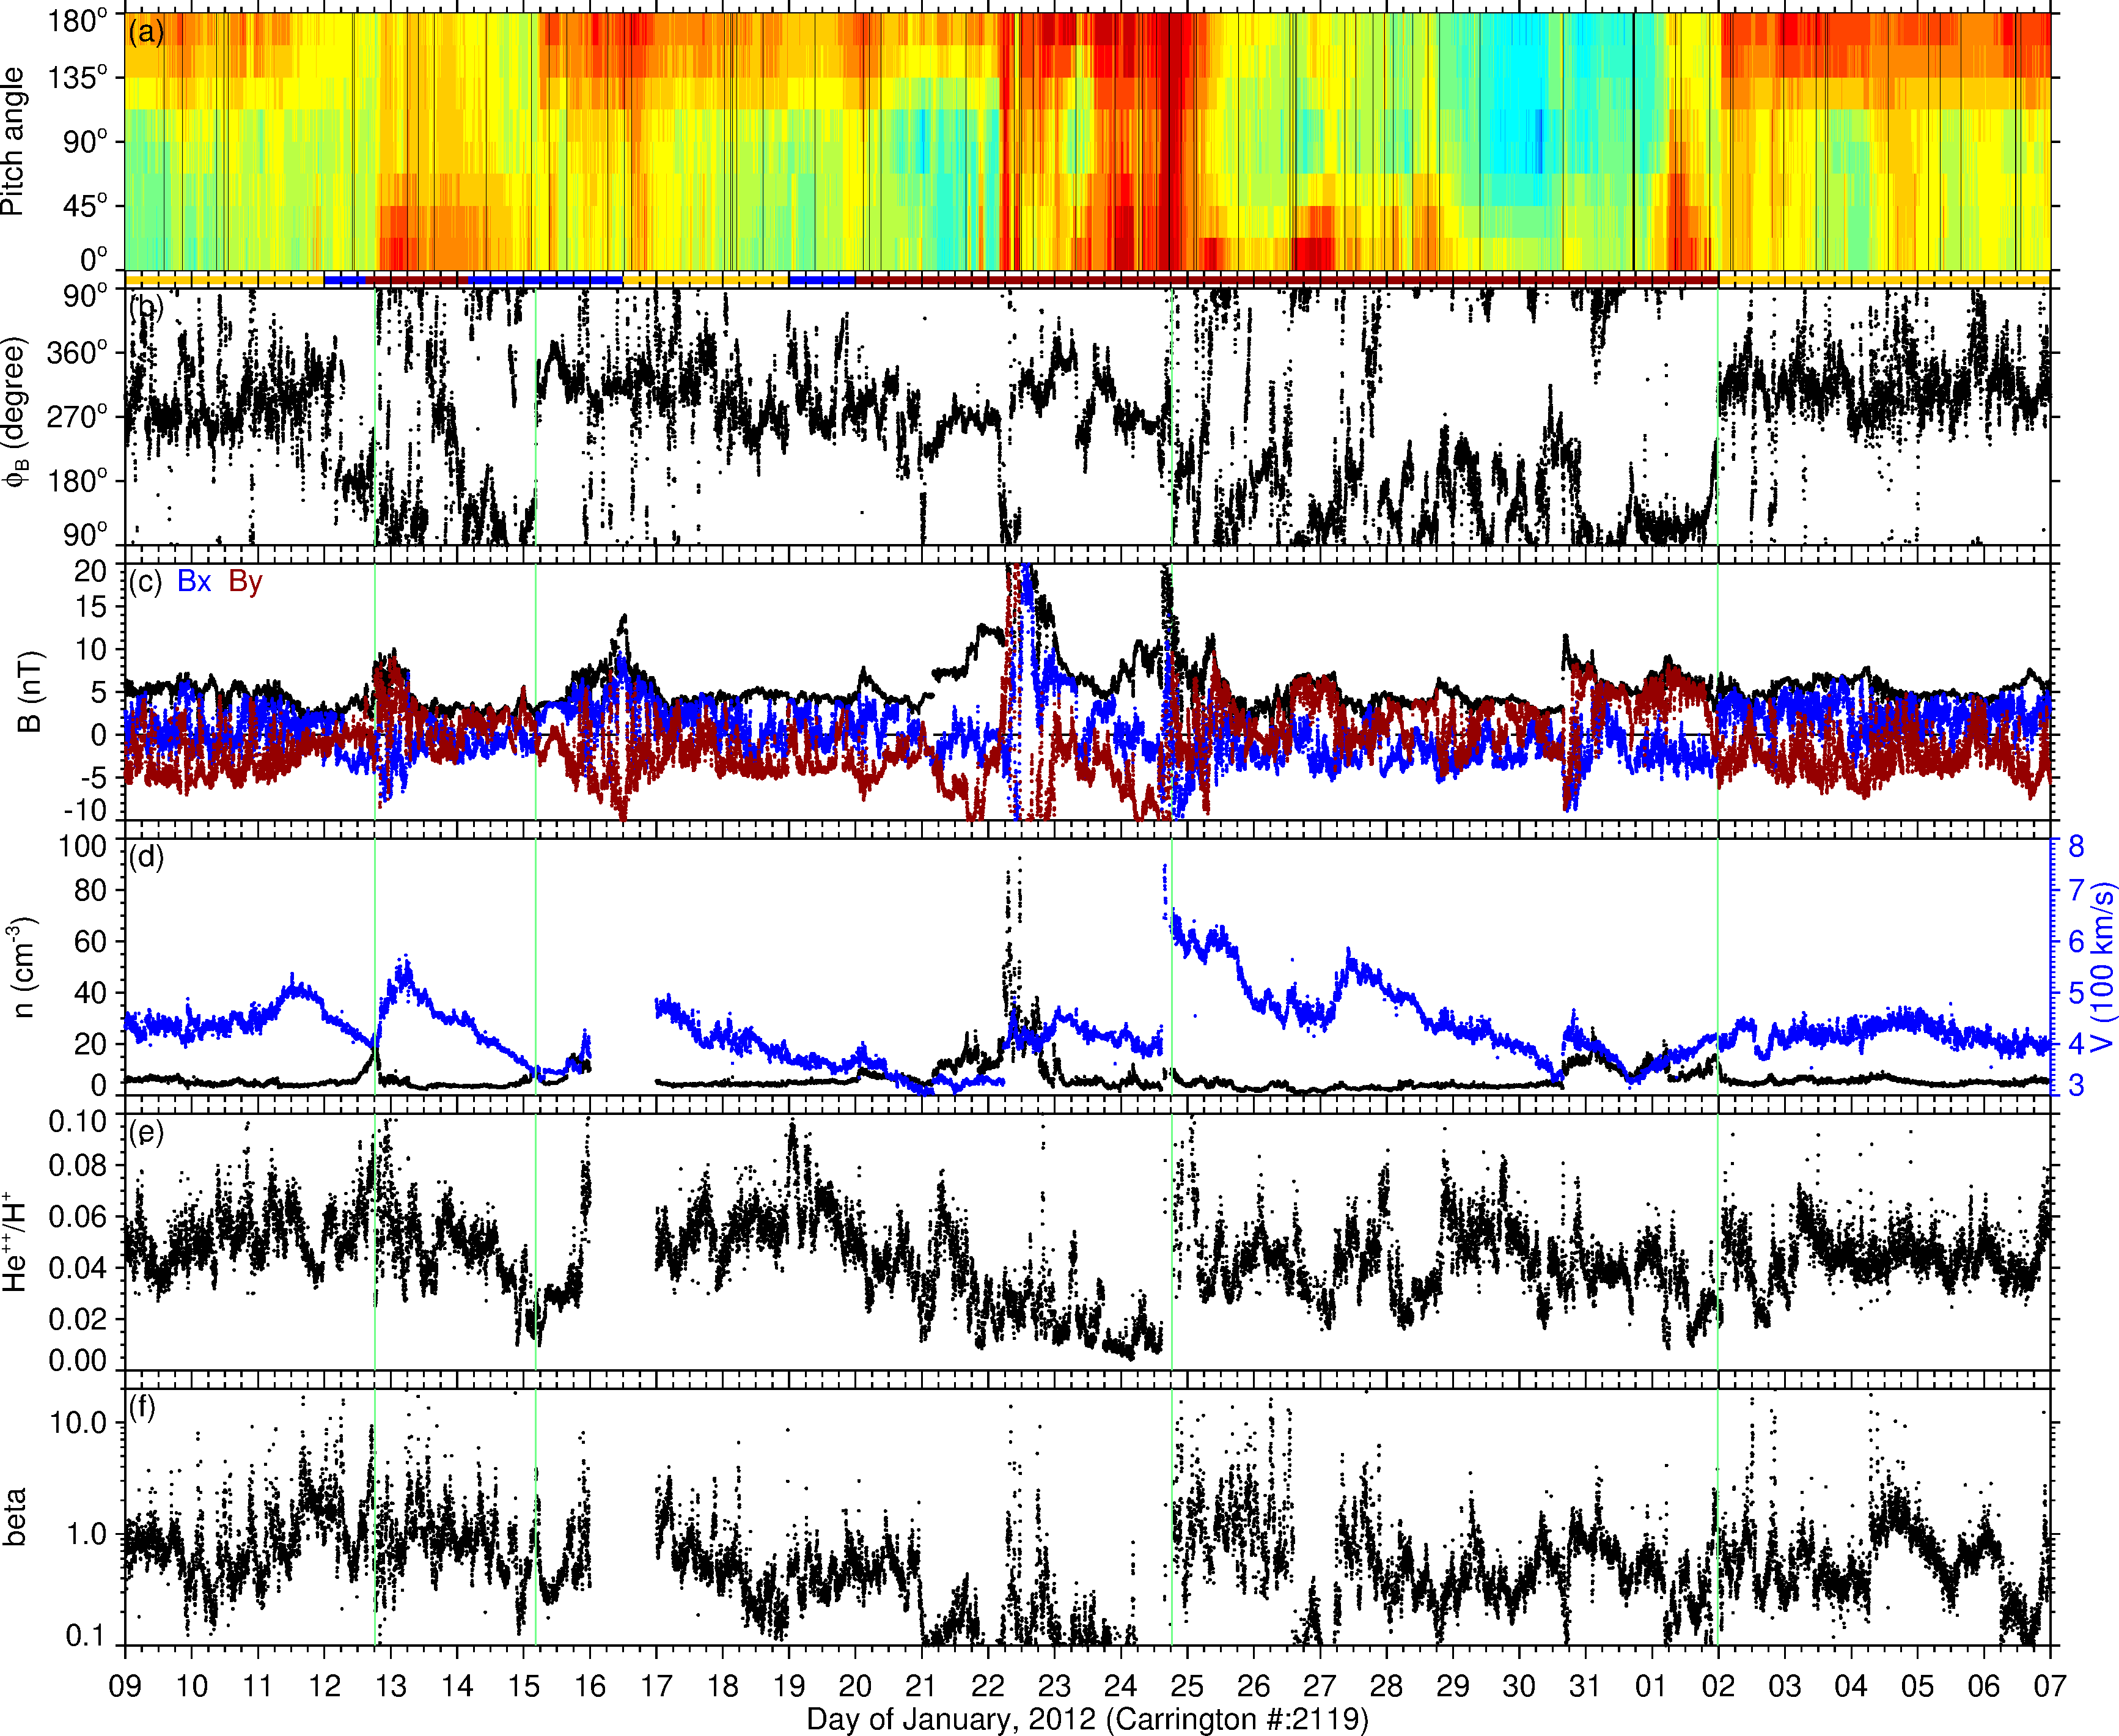 (a)
180°
135°
90°
45°
0°
Pitch angle
(b)
90°
360°
270°
180°
90°
ϕB (degree)
(c) Bx By
20
15
10
5
0
-5
-10
B (nT)
(d)
100
80
60
40
20
0
n (cm-3)
8
7
6
5
4
3
V (100 km/s)
(e)
0.10
0.08
0.06
0.04
0.02
0.00
He++/H+
(f)
10.0
1.0
0.1
beta
09 10 11 12 13 14 15 16 17 18 19 20 21 22 23 24 25 26 27 28 29 30 31 01 02 03 04 05 06 07
Day of January, 2012 (Carrington #:2119)